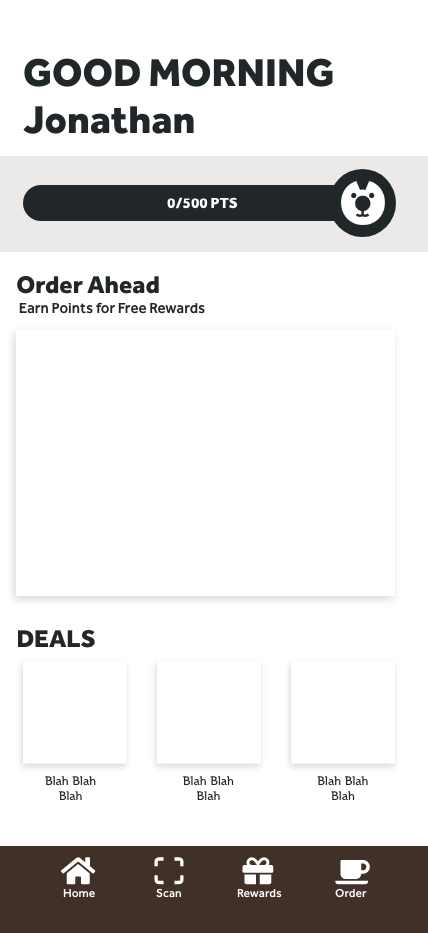 GOOD MORNING
Jonathan
0/500 PTS
Order Ahead
Earn Points for Free Rewards
DEALS
Blah Blah
Blah
Blah Blah
Blah
Blah Blah
Blah
Home
Scan
Rewards
Order